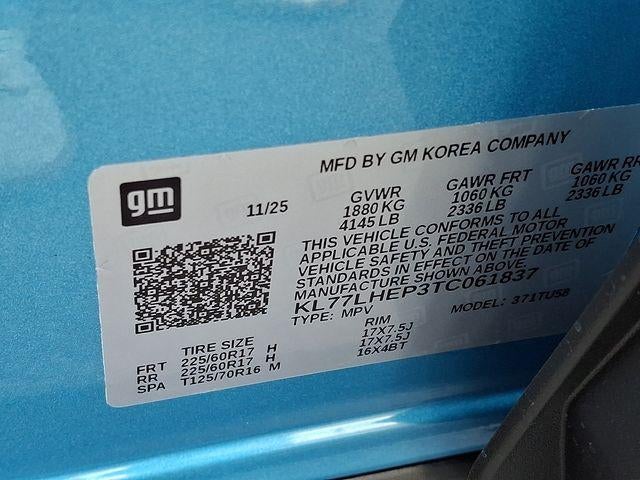 MFD BY GM KOREA COMPANY
gm
11/25
GVWR
1880 KG
4145 LB
GAWR FRT
1060 KG
2336 LB
GAWR RR
1060 KG
2336 LB
THIS VEHICLE CONFORMS TO ALL
APPLICABLE U.S. FEDERAL MOTOR
VEHICLE SAFETY AND THEFT PREVENTION
STANDARDS IN EFFECT ON THE DATE OF
MANUFACTURE SHOWN ABOVE.
KL77LHEP3TC061837
TYPE: MPV
MODEL: 371TU58
TIRE SIZE
RIM
FRT 225/60R17 H 17X7.5J
RR 225/60R17 H 17X7.5J
SPA T125/70R16 M 16X4BT